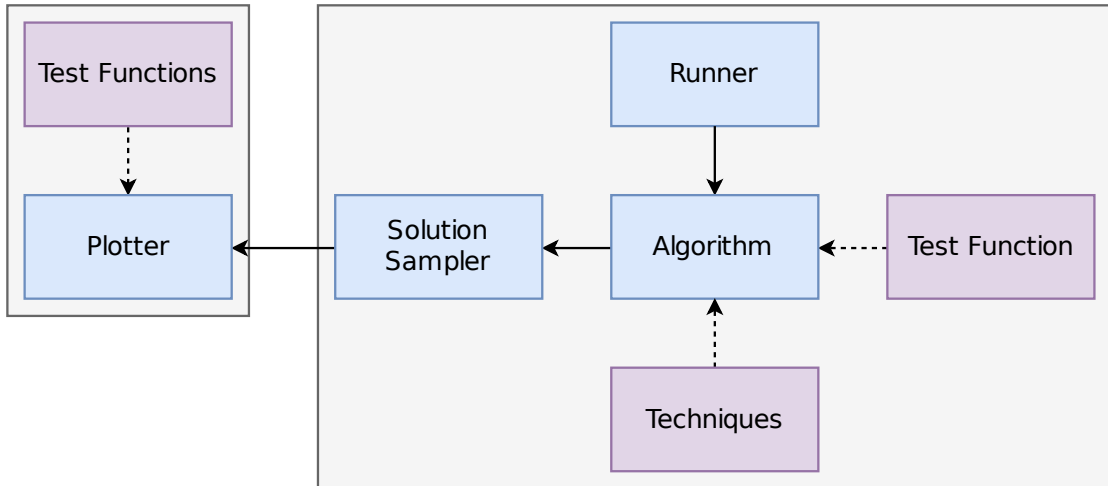 Test Functions
Runner
Plotter
Solution
Sampler
Algorithm
Test Function
Techniques